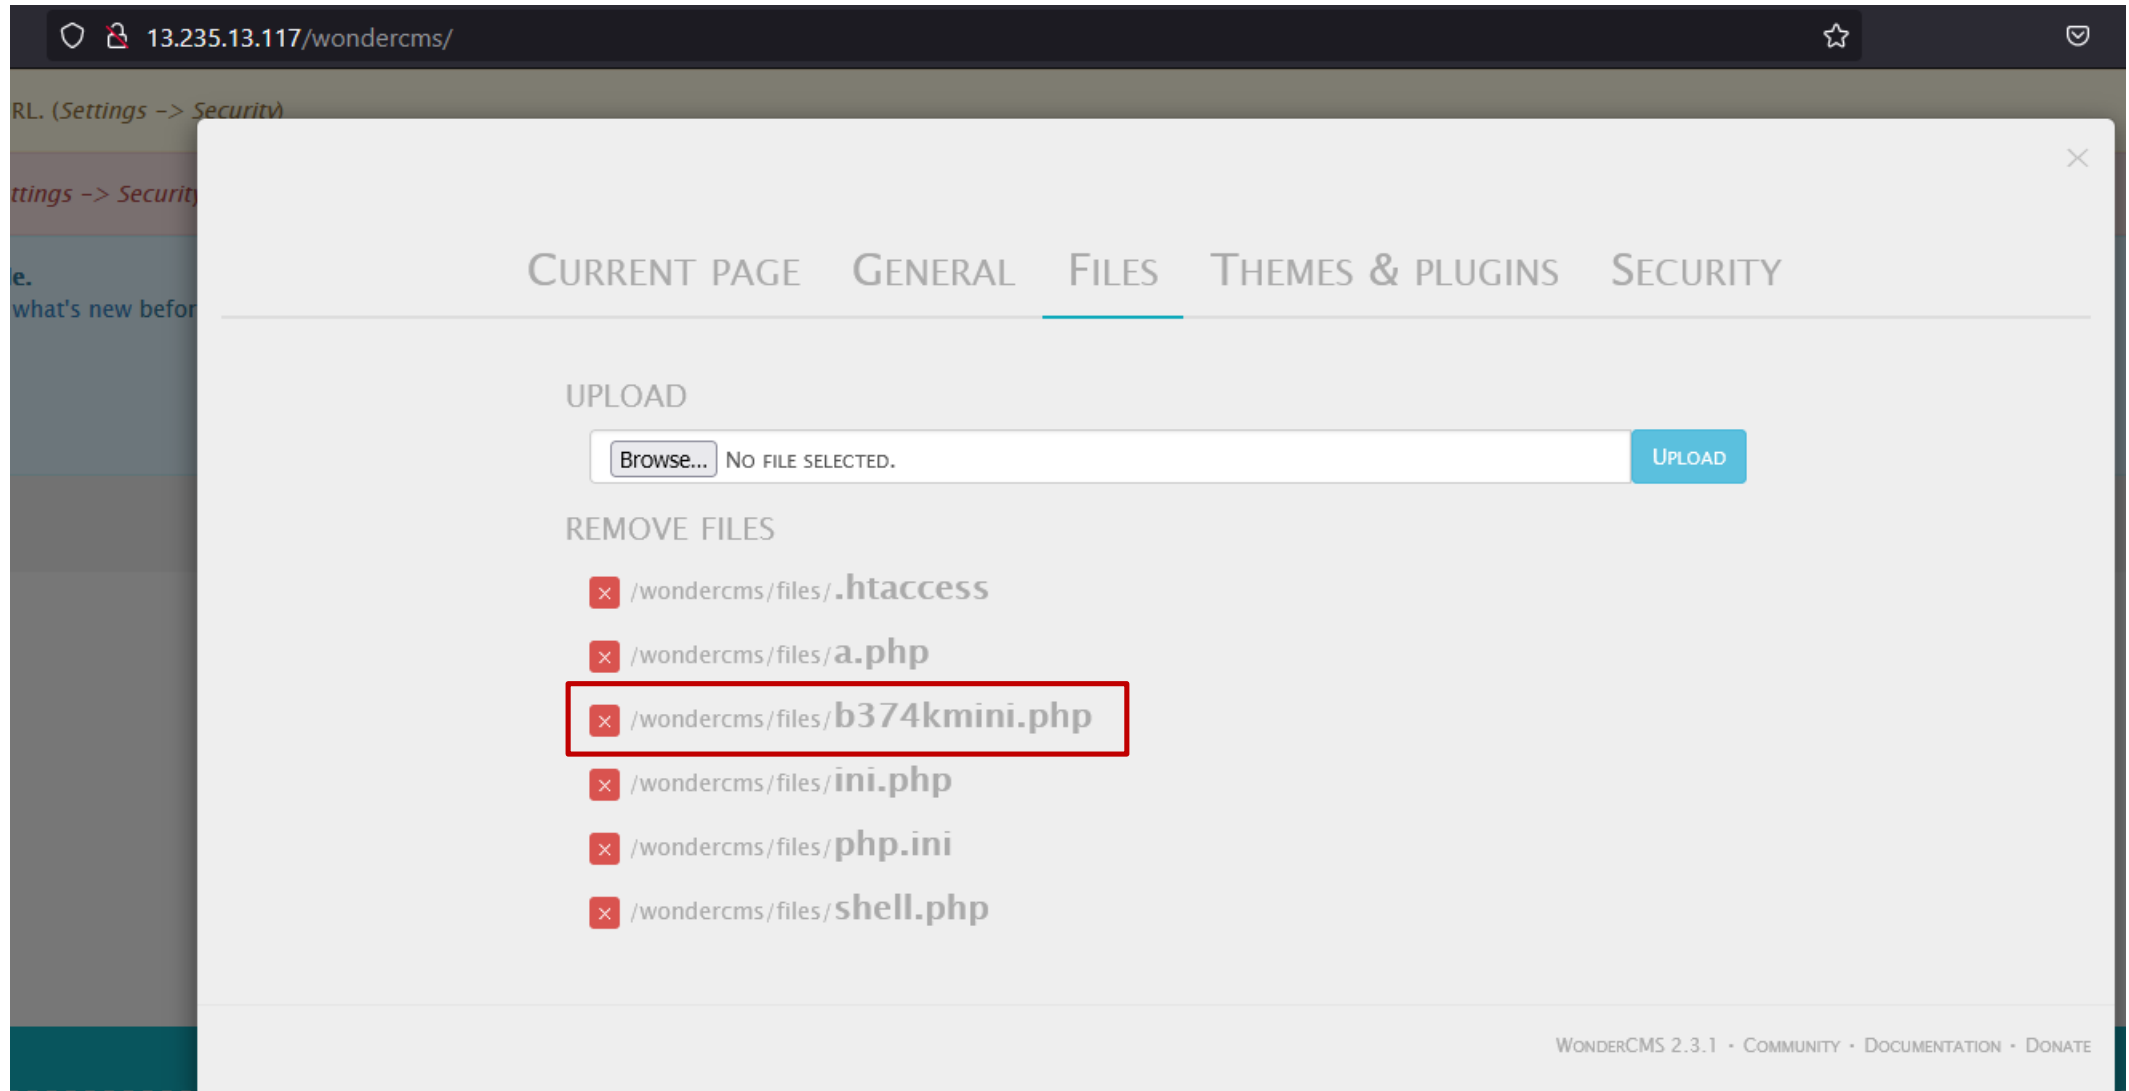 13.235.13.117/wondercms/
RL. (Settings -> Security)
ttings -> Security
le.
what's new befor
×
CURRENT PAGE GENERAL FILES THEMES & PLUGINS SECURITY
UPLOAD
Browse... NO FILE SELECTED. UPLOAD
REMOVE FILES
× /wondercms/files/.htaccess
× /wondercms/files/a.php
× /wondercms/files/b374kmini.php
× /wondercms/files/ini.php
× /wondercms/files/php.ini
× /wondercms/files/shell.php
WONDERCMS 2.3.1 • COMMUNITY • DOCUMENTATION • DONATE